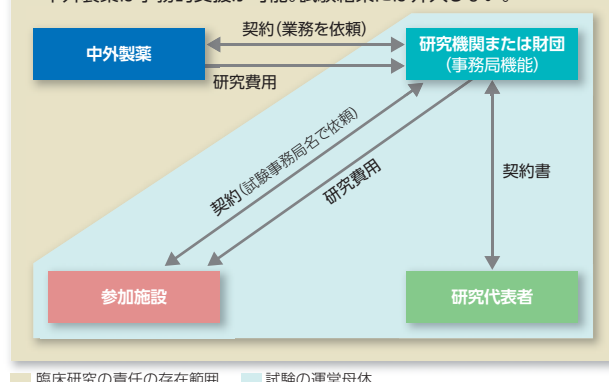 契約(業務を依頼)
中外製薬
研究機関または財団
(事務局機能)
研究費用
契約(試験事務局名で依頼)
研究費用
契約書
参加施設
研究代表者
臨床研究の責任の存在範囲
試験の運営母体